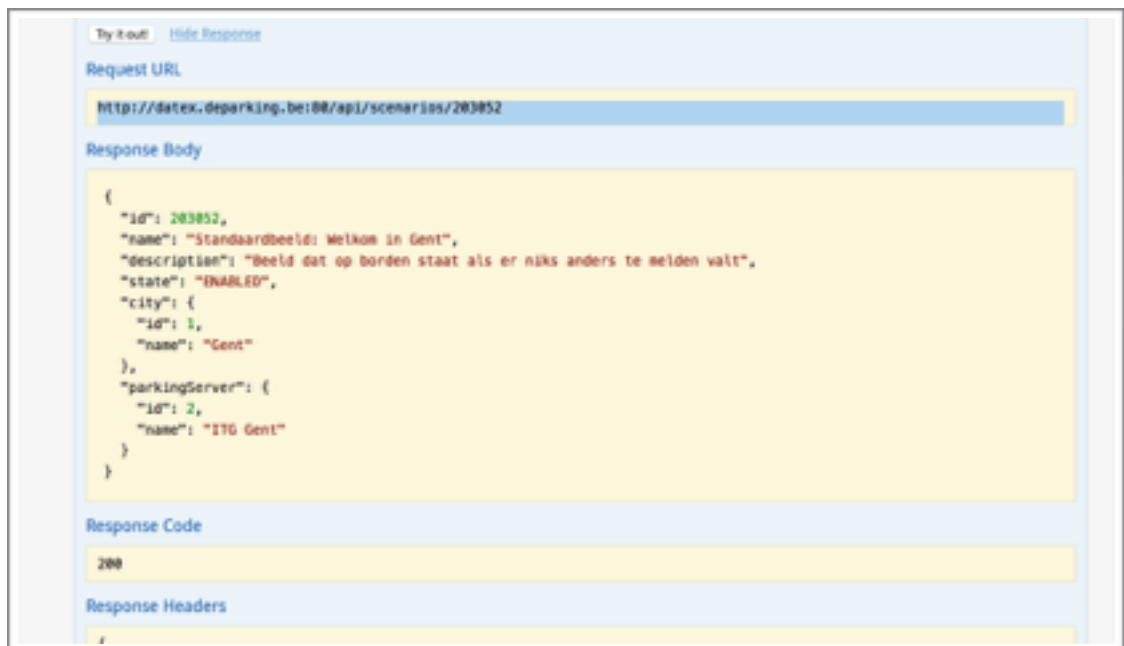 Try it out!
Hide Response
Request URL
http://datex.deparking.be:80/api/scenarios/203052
Response Body
{
"id": 203052,
"name": "Standaardbeeld: Welkom in Gent",
"description": "Beeld dat op borden staat als er niks anders te melden valt",
"state": "ENABLED",
"city": {
"id": 1,
"name": "Gent"
},
"parkingServer": {
"id": 2,
"name": "ITG Gent"
}
}
Response Code
200
Response Headers
{